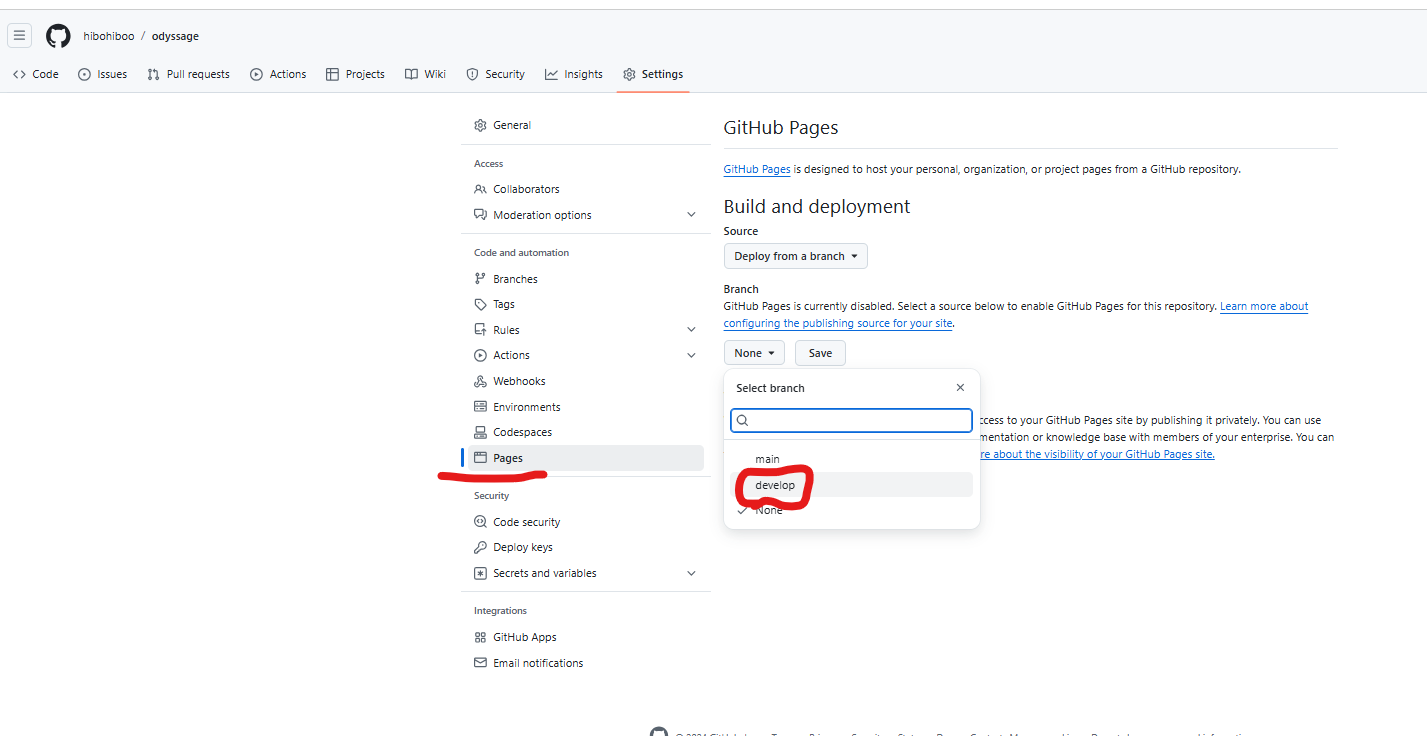 hibohiboo / odyssage
Code Issues Pull requests Actions Projects Wiki Security Insights Settings
General
Access
Collaborators
Moderation options
Code and automation
Branches
Tags
Rules
Actions
Webhooks
Environments
Codespaces
Pages
Security
Code security
Deploy keys
Secrets and variables
Integrations
GitHub Apps
Email notifications
GitHub Pages
GitHub Pages is designed to host your personal, organization, or project pages from a GitHub repository.
Build and deployment
Source
Deploy from a branch
Branch
GitHub Pages is currently disabled. Select a source below to enable GitHub Pages for this repository. Learn more about
configuring the publishing source for your site.
None Save
Select branch
main
develop
None
ccess to your GitHub Pages site by publishing it privately. You can use
mentation or knowledge base with members of your enterprise. You can
re about the visibility of your GitHub Pages site.